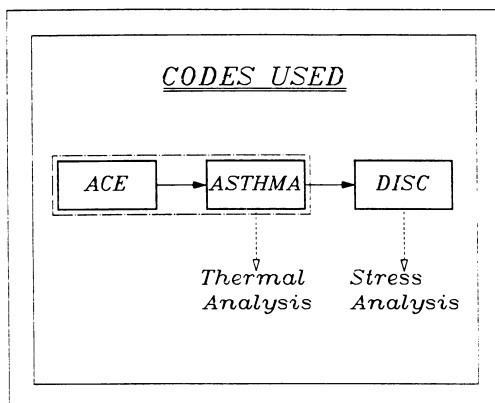 CODES USED
ACE ASTHMA DISC
Thermal Stress
Analysis Analysis